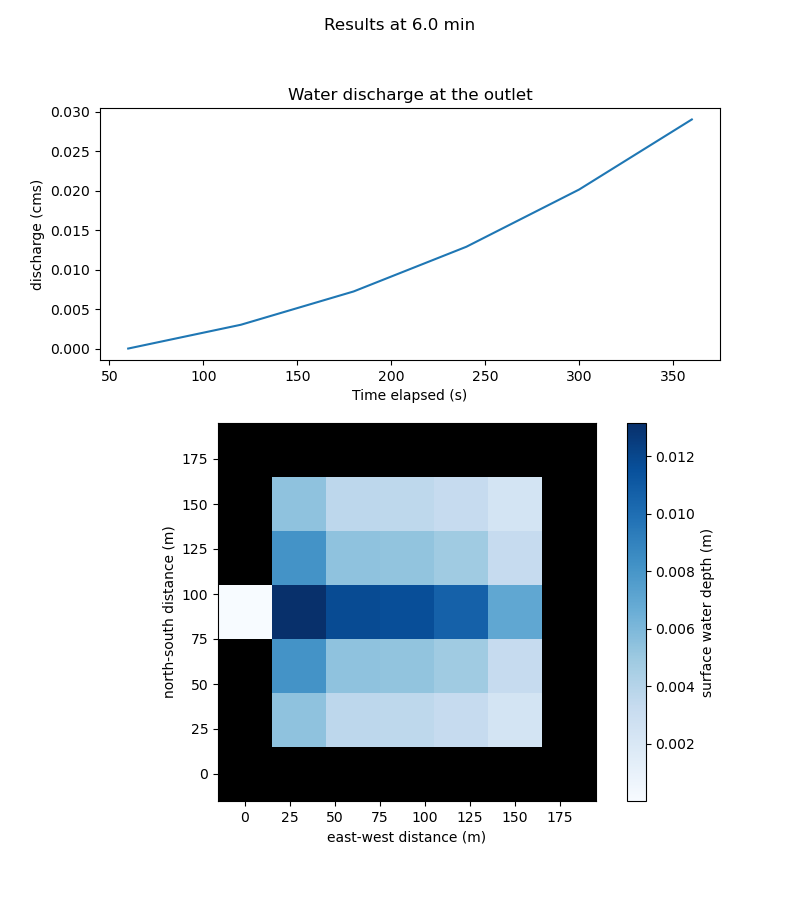 Results at 6.0 min
Water discharge at the outlet
0.030
0.025
0.020
0.015
0.010
0.005
0.000
discharge (cms)
50 100 150 200 250 300 350
Time elapsed (s)
175
150
125
100
75
50
25
0
north-south distance (m)
0 25 50 75 100 125 150 175
east-west distance (m)
0.012
0.010
0.008
0.006
0.004
0.002
surface water depth (m)